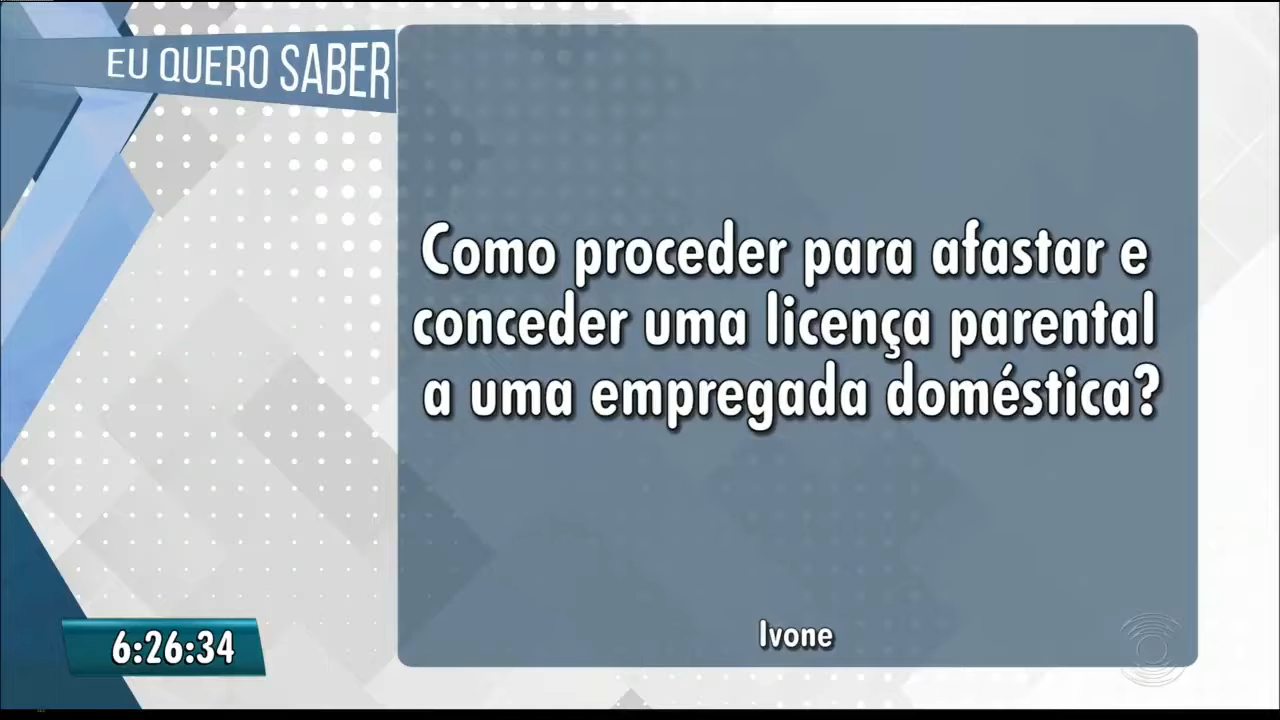 EU QUERO SABER
Como proceder para afastar e
conceder uma licença parental
a uma empregada doméstica?
Ivone
6:26:34